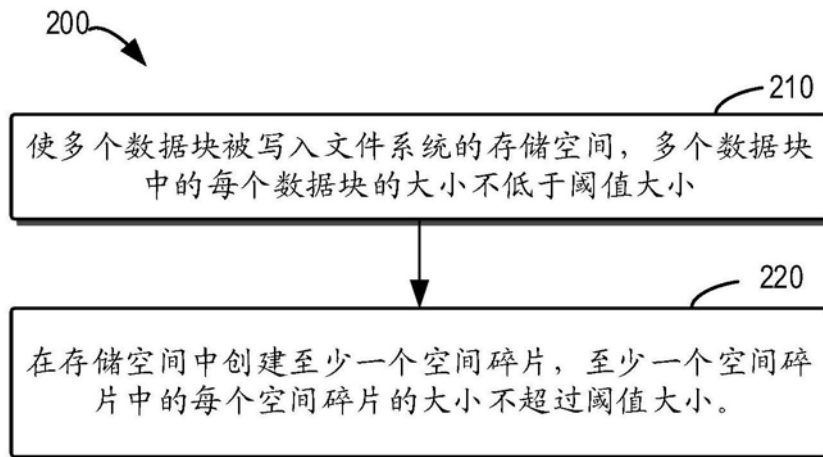 200
210
使多个数据块被写入文件系统的存储空间，多个数据块
中的每个数据块的大小不低于阈值大小
220
在存储空间中创建至少一个空间碎片，至少一个空间碎
片中的每个空间碎片的大小不超过阈值大小。